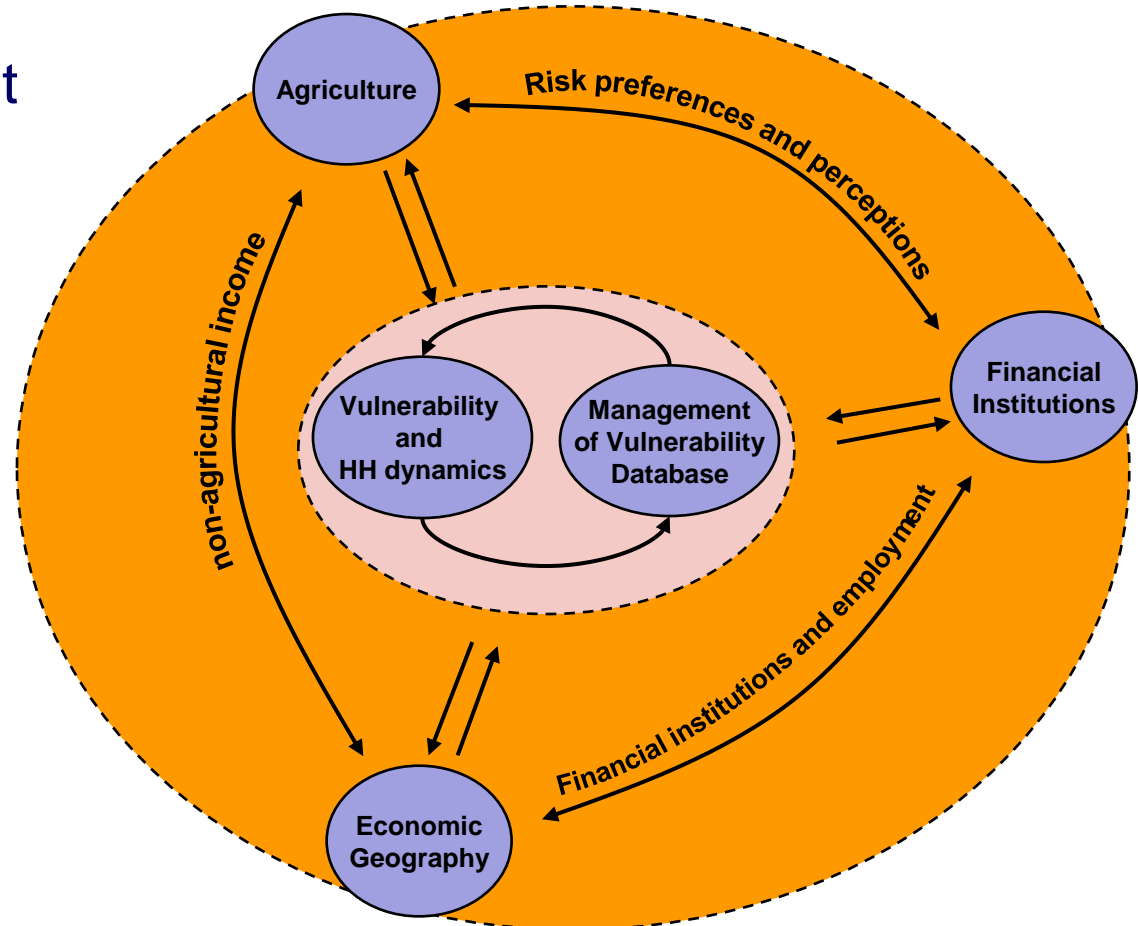 t
Agriculture
Risk preferences and perceptions
non-agricultural income
Vulnerability
and
HH dynamics
Management
of Vulnerability
Database
Financial
Institutions
Financial institutions and employment
Economic
Geography